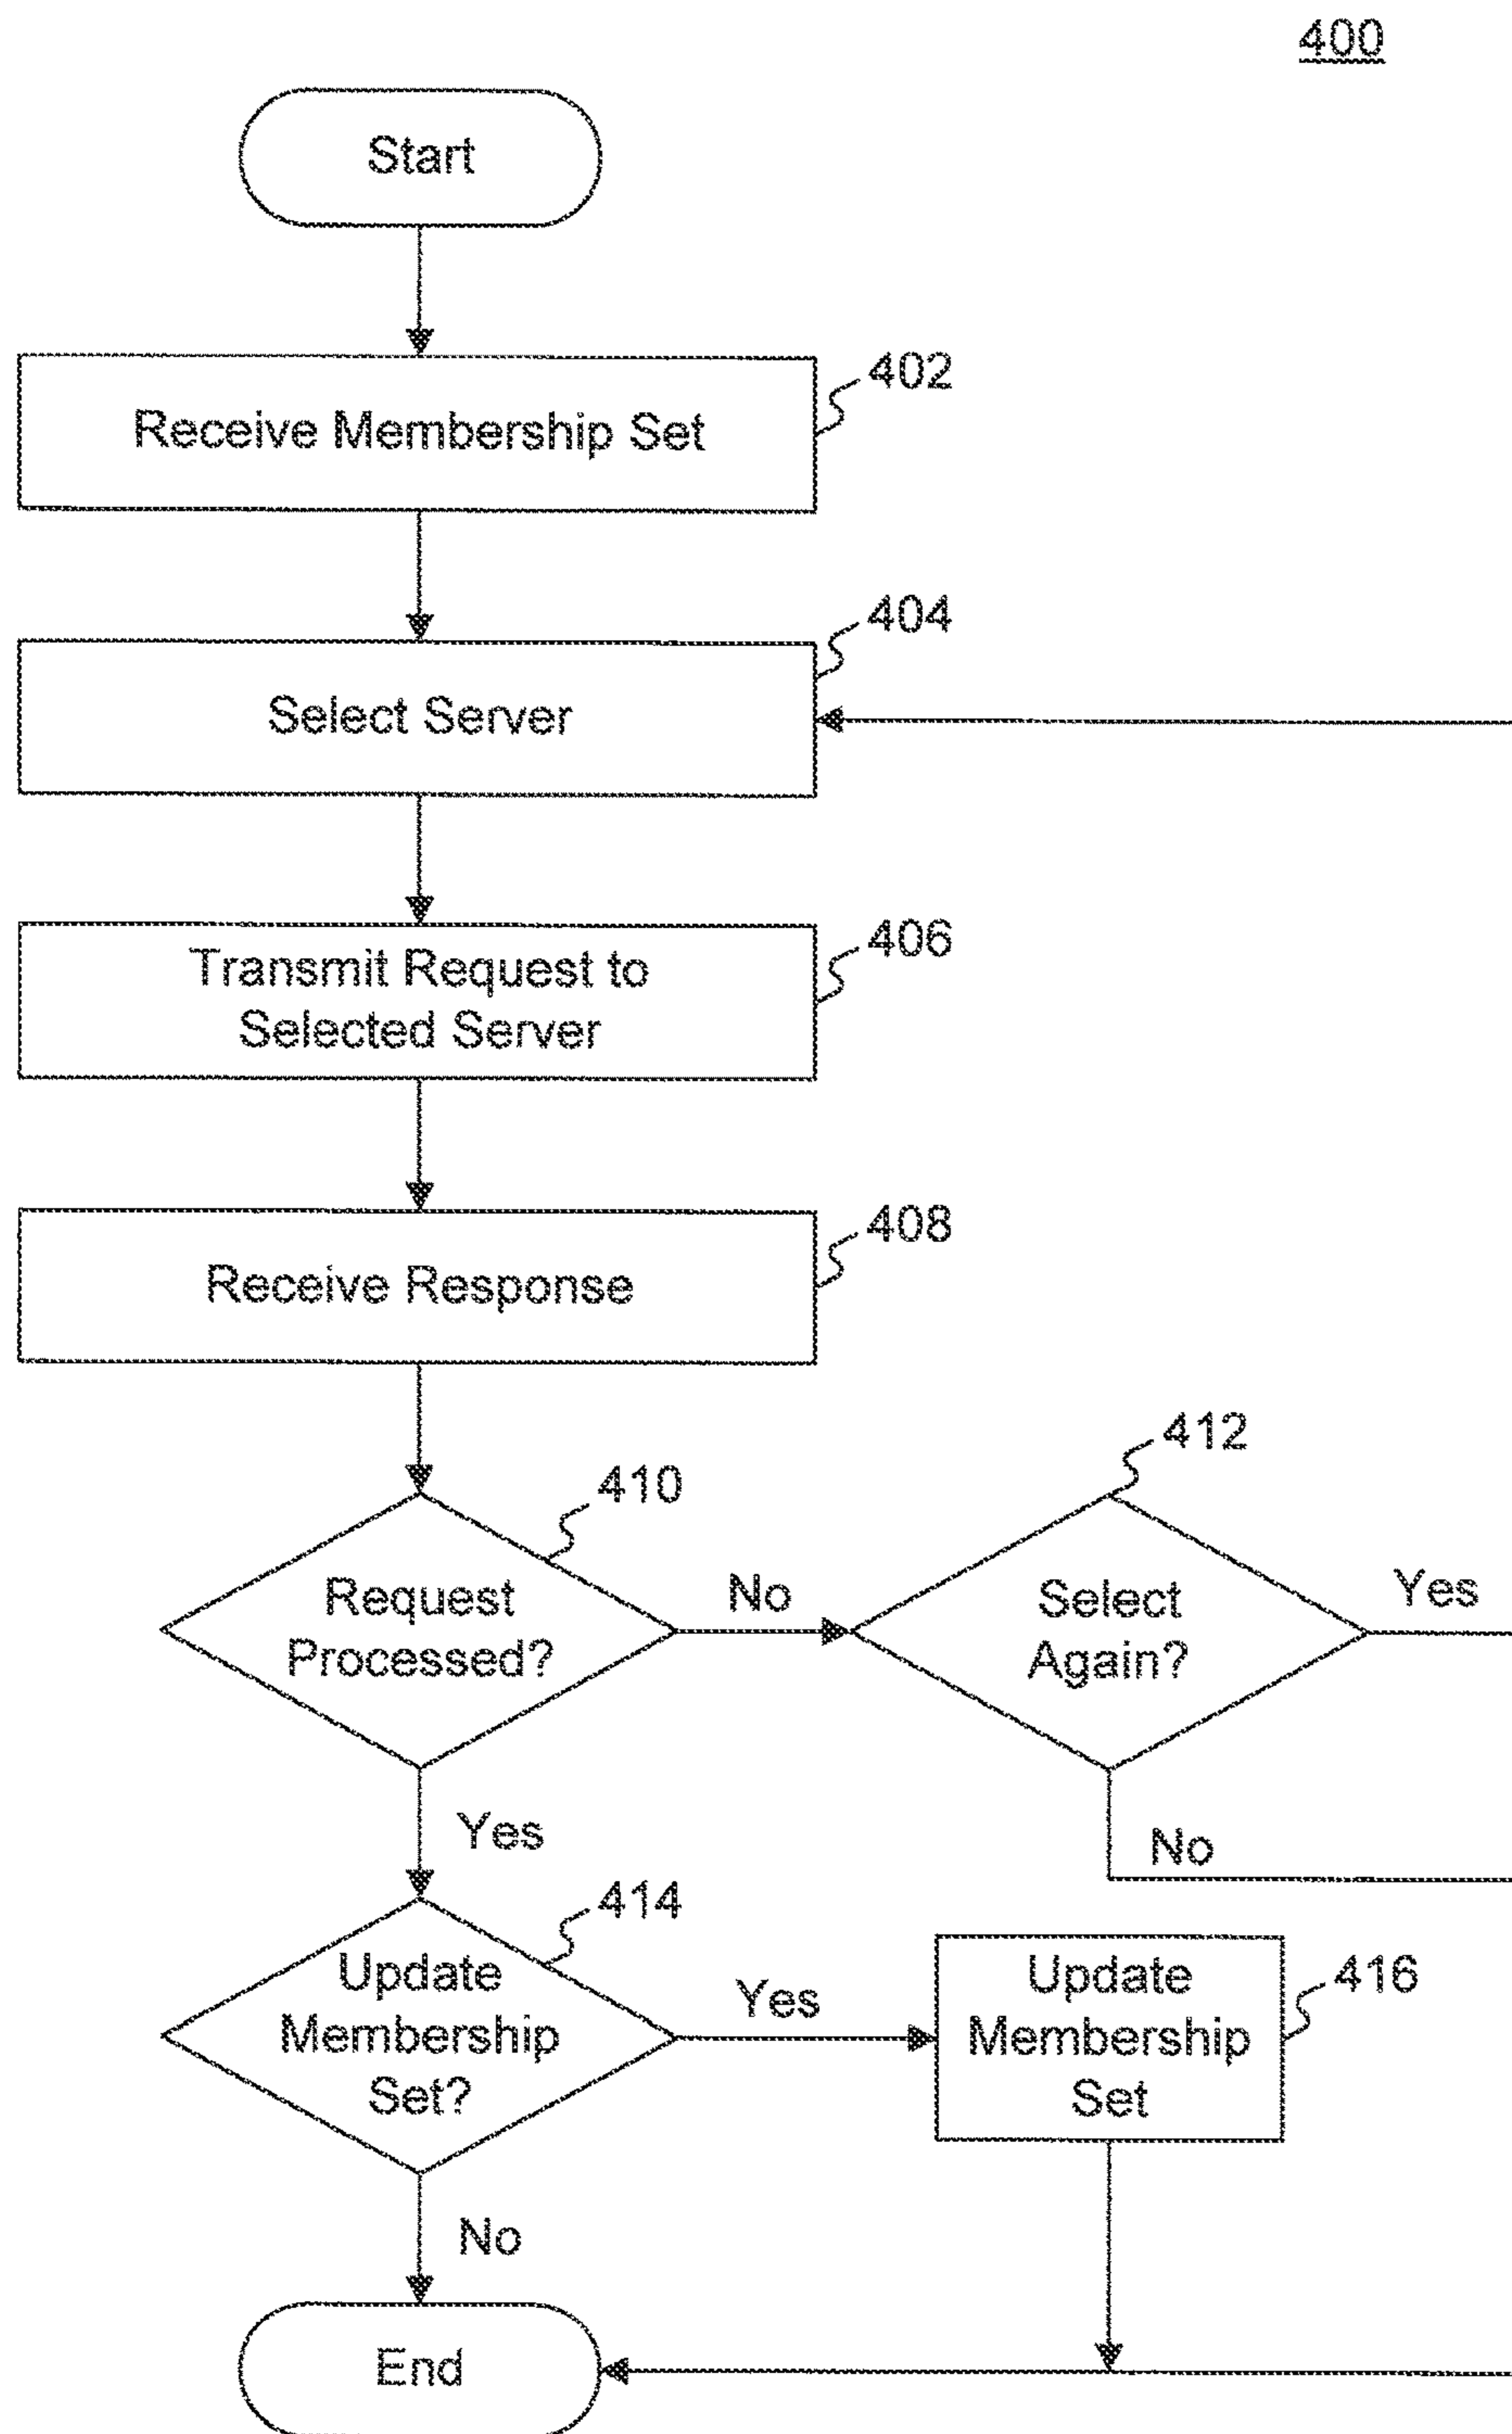 400
Start
402
Receive Membership Set
404
Select Server
406
Transmit Request to
Selected Server
408
Receive Response
410
412
Request
Processed?
No
Select
Again?
Yes
Yes
No
414
Update
Membership
Set?
Yes
Update
Membership
Set
416
No
End